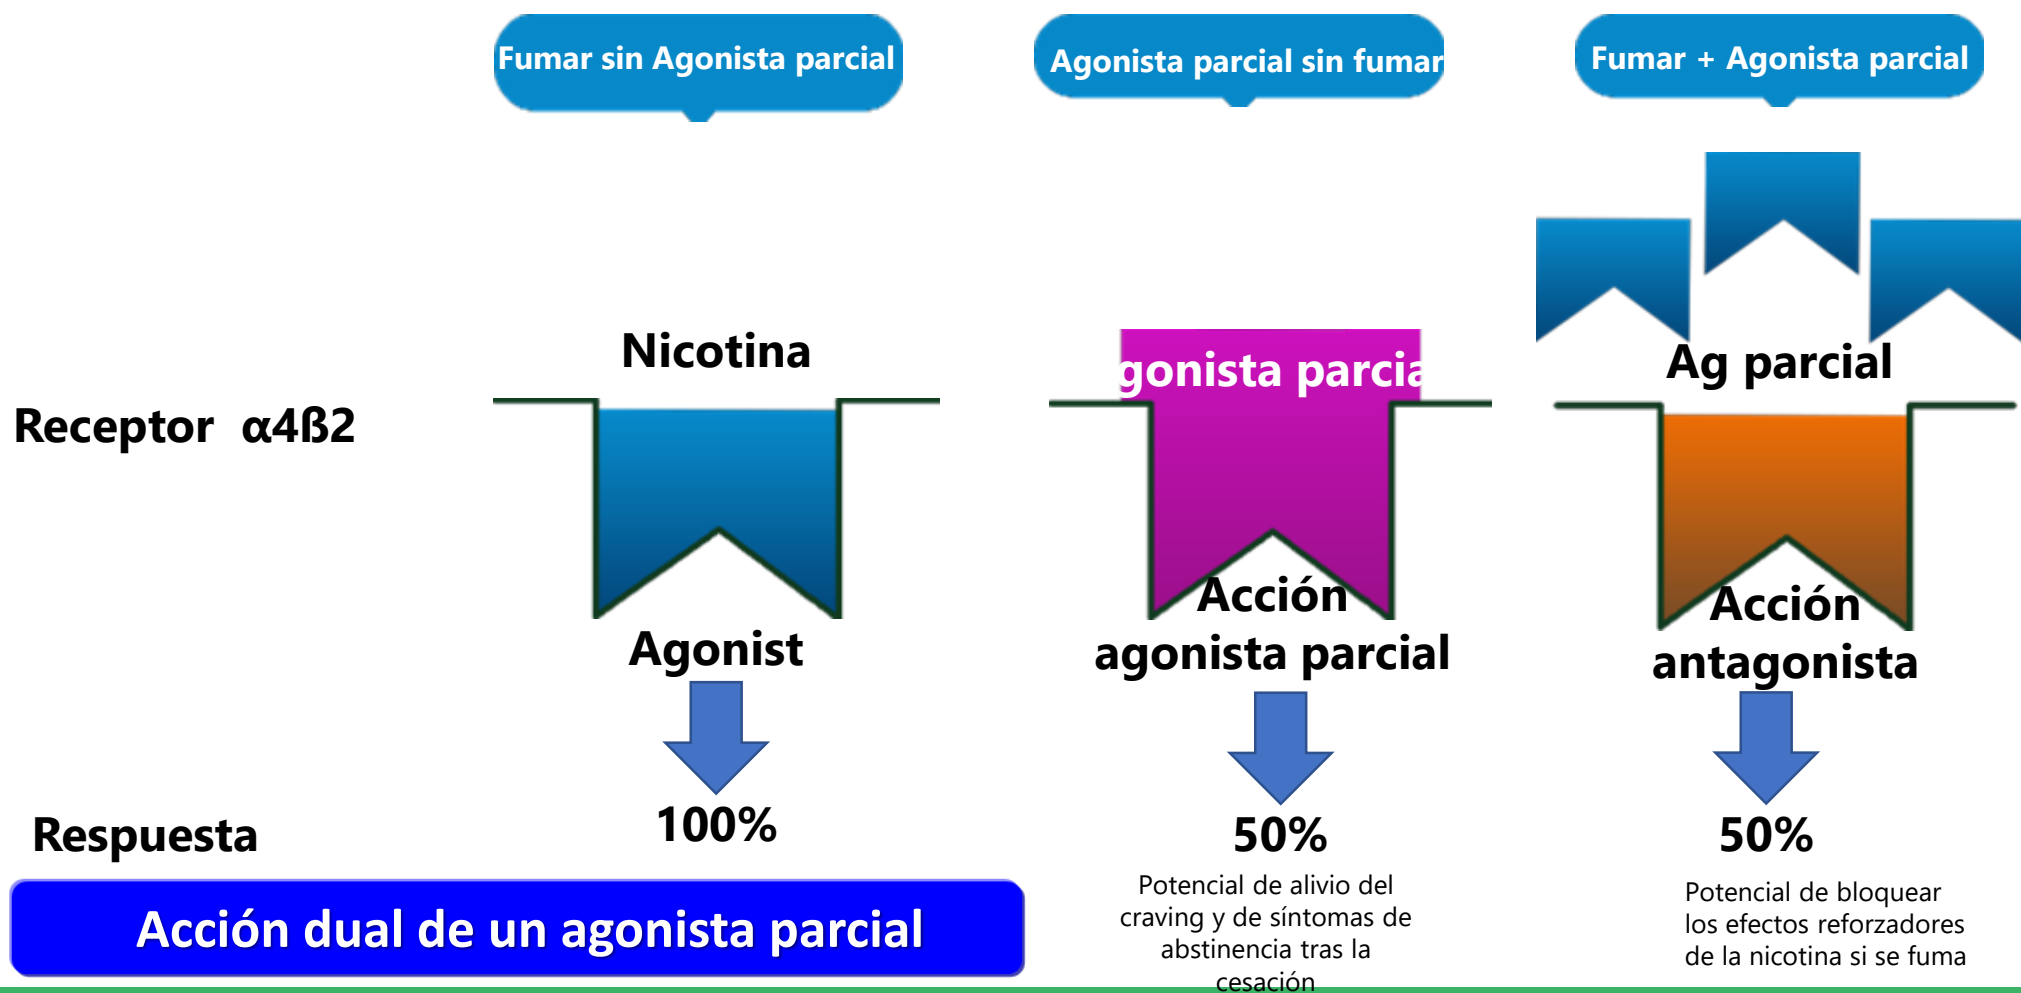 Fumar sin Agonista parcial
Agonista parcial sin fumar
Fumar + Agonista parcial
Nicotina
gonista parcia
Ag parcial
Receptor α4ß2
Agonist
Acción
agonista parcial
Acción
antagonista
Respuesta
100%
50%
50%
Potencial de alivio del
craving y de síntomas de
abstinencia tras la
cesación
Potencial de bloquear
los efectos reforzadores
de la nicotina si se fuma
Acción dual de un agonista parcial